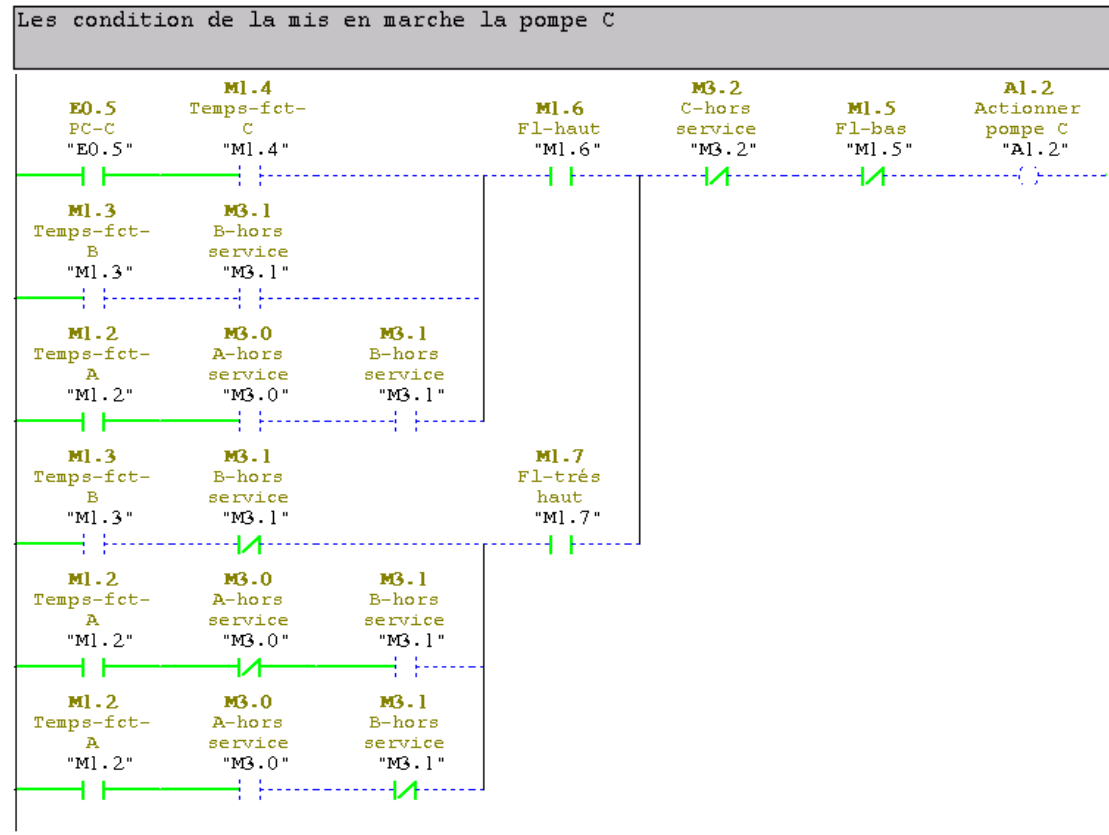 Les condition de la mis en marche la pompe C
M1.4
M3.2
A1.2
E0.5
Temps-fct-
M1.6
C-hors
M1.5
Actionner
PC-C
C
Fl-haut
service
Fl-bas
pompe C
"E0.5"
"M1.4"
"M1.6"
"M3.2"
"M1.5"
"A1.2"
M1.3
M3.1
Temps-fct-
B-hors
B
service
"M1.3"
"M3.1"
M1.2
M3.0
M3.1
Temps-fct-
A-hors
B-hors
A
service
service
"M1.2"
"M3.0"
"M3.1"
M1.3
M3.1
M1.7
Temps-fct-
B-hors
Fl-trés
B
service
haut
"M1.3"
"M3.1"
"M1.7"
M1.2
M3.0
M3.1
Temps-fct-
A-hors
B-hors
A
service
service
"M1.2"
"M3.0"
"M3.1"
M1.2
M3.0
M3.1
Temps-fct-
A-hors
B-hors
A
service
service
"M1.2"
"M3.0"
"M3.1"